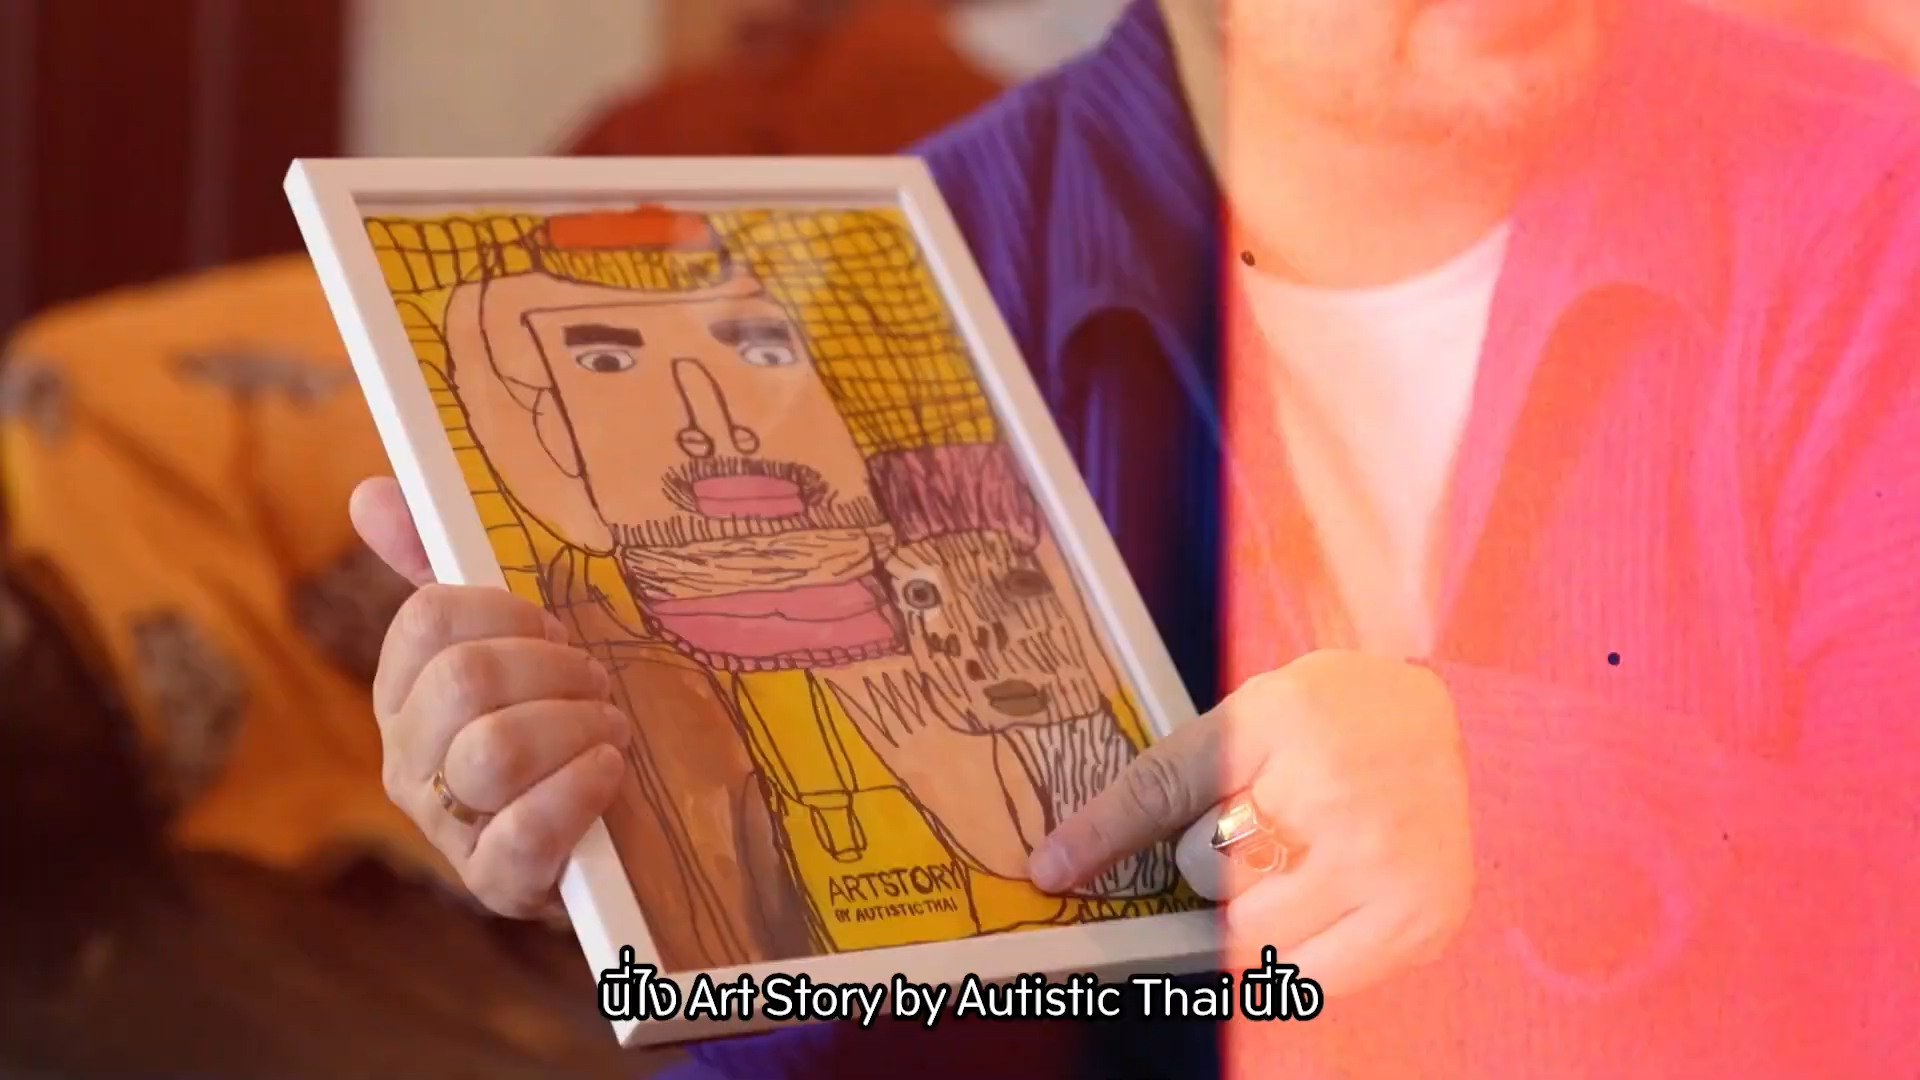 ARTSTORY
BY AUTISTIC THAI
นี่ไง Art Story by Autistic Thai นี่ไง